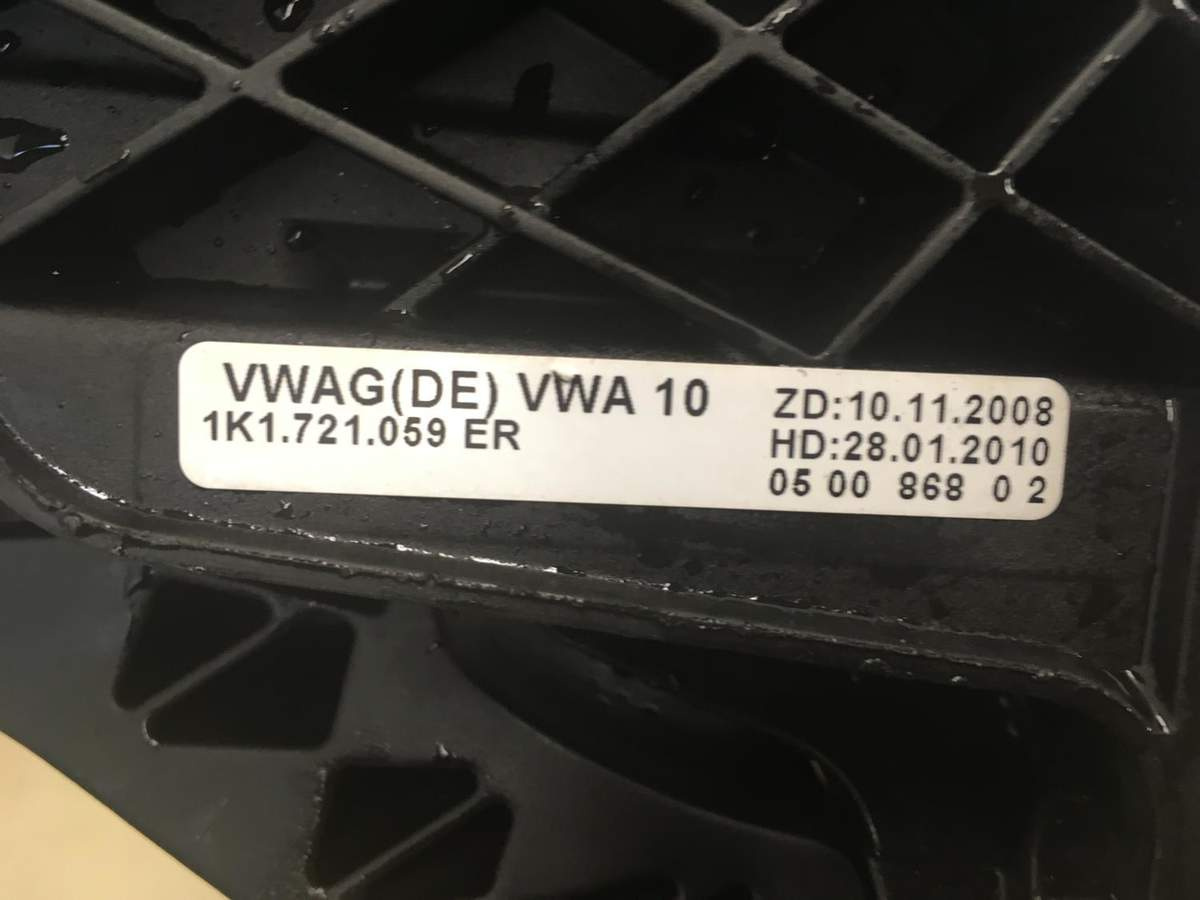 VWAG(DE) VWA 10
1K1.721.059 ER
ZD:10.11.2008
HD:28.01.2010
05 00 868 0 2